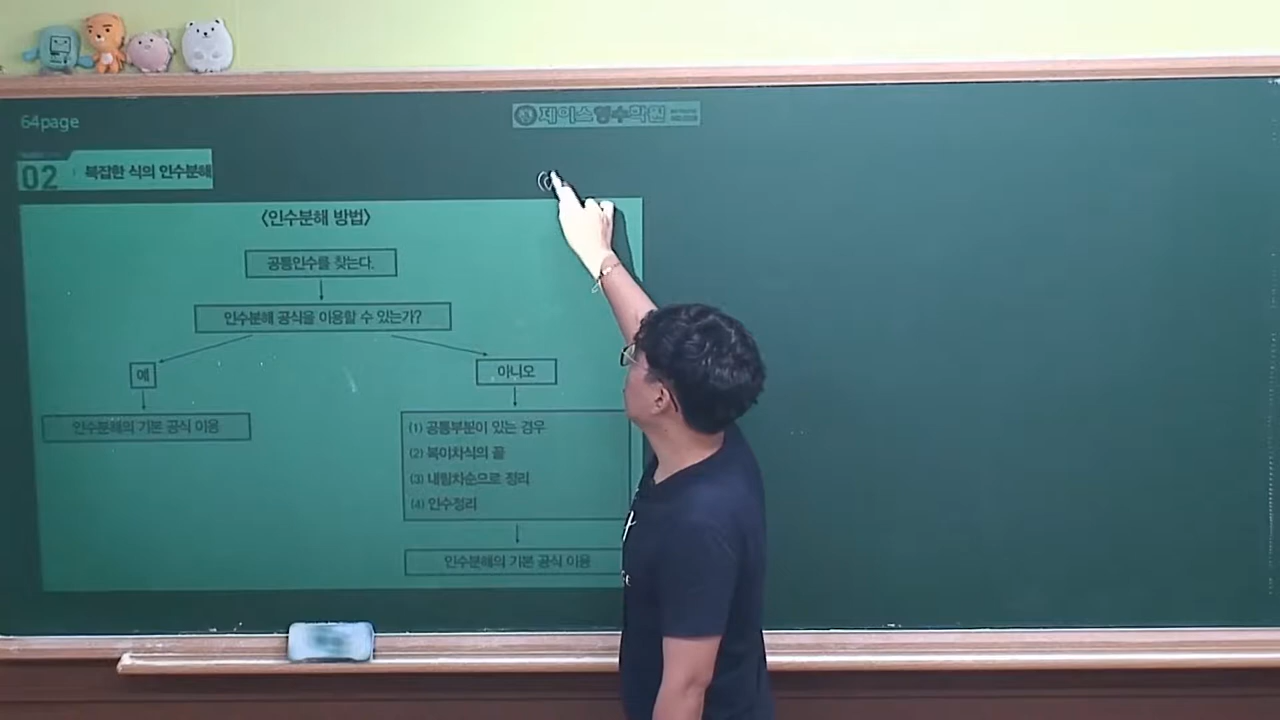 64page
제이스영수학원
02 복잡한 식의 인수분해
<인수분해 방법>
공통인수를 찾는다.
인수분해 공식을 이용할 수 있는가?
예
아니오
인수분해의 기본 공식 이용
(1) 공통부분이 있는 경우
(2) 복이차식의 꼴
(3) 내림차순으로 정리
(4) 인수정리
인수분해의 기본 공식 이용